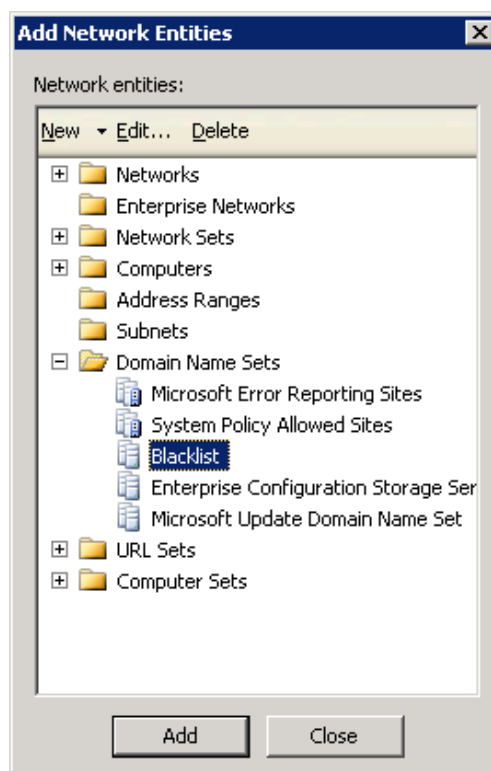 Add Network Entities
Network entities:
New Edit... Delete
Networks
Enterprise Networks
Network Sets
Computers
Address Ranges
Subnets
Domain Name Sets
Microsoft Error Reporting Sites
System Policy Allowed Sites
Blacklist
Enterprise Configuration Storage Ser
Microsoft Update Domain Name Set
URL Sets
Computer Sets
Add Close